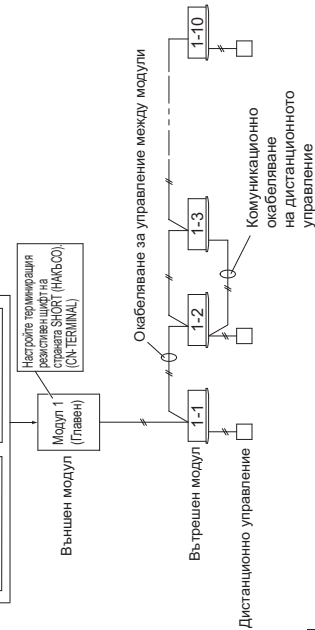 Настройте терминирация
резистивен шифт на
страната SHORT (НАКЪСО).
(CN-TERMINAL)
Модул 1
(Главен)
Външен модул
Окабеляване за управление между модули
1-1
1-2
1-3
1-10
Вътрешен модул
Комуникационно
окабеляване
на дистанционното
управление
Дистанционно управление